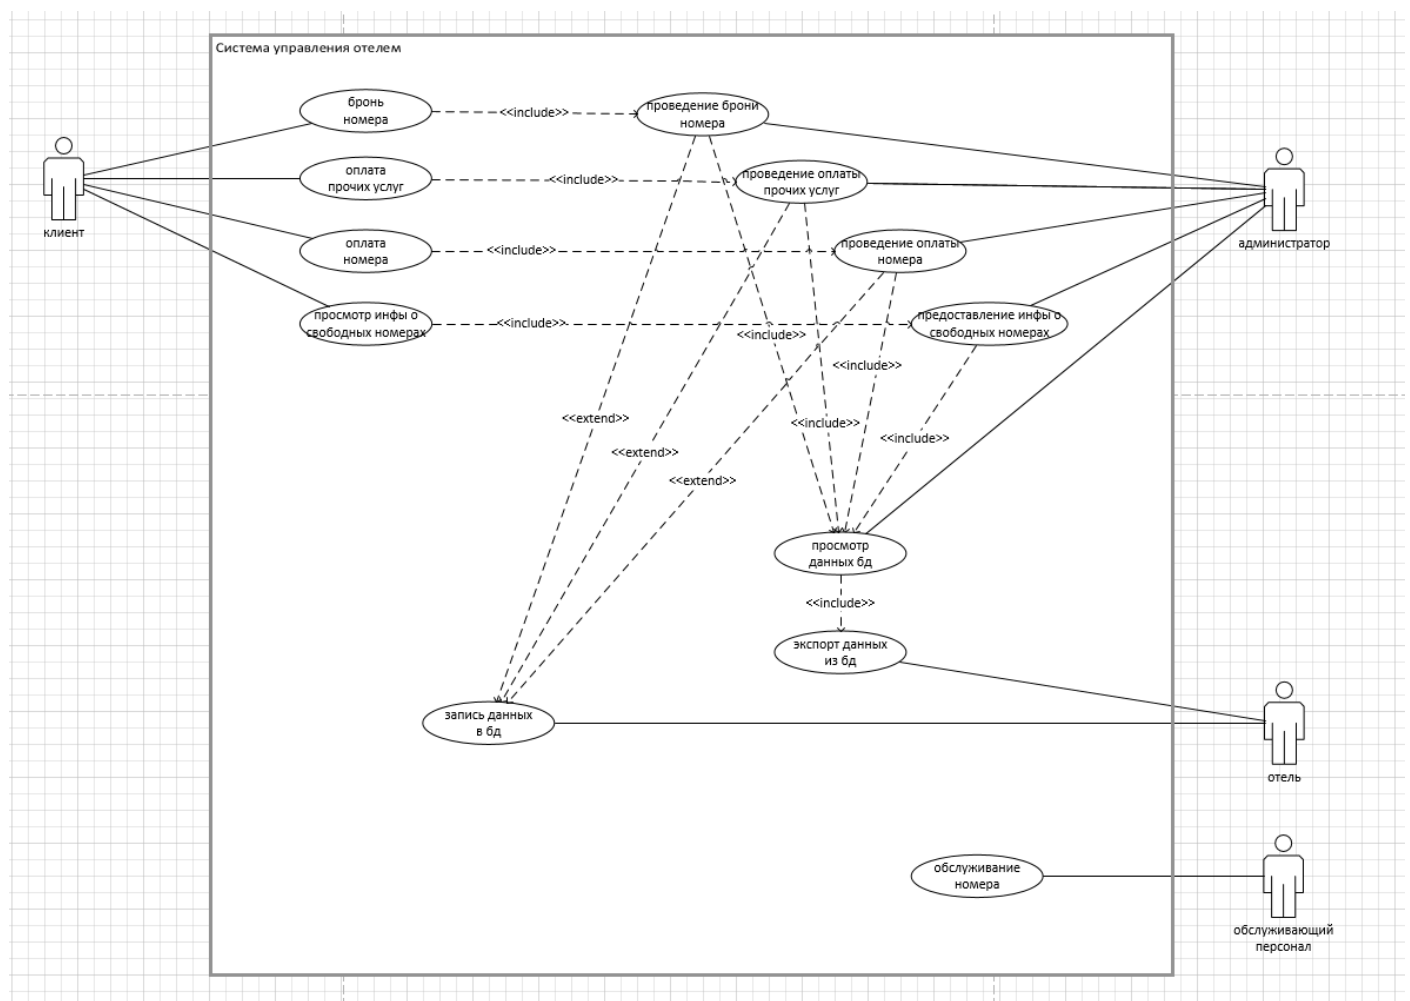 Система управления отелем
бронь
номера
<<include>>
проведение брони
номера
оплата
прочих услуг
<<include>>
проведение оплаты
прочих услуг
клиент
администратор
оплата
номера
<<include>>
проведение оплаты
номера
просмотр инфы о
свободных номерах
<<include>>
предоставление инфы о
свободных номерах
<<include>>
<<include>>
<<extend>>
<<include>>
<<include>>
<<extend>>
<<extend>>
просмотр
данных бд
<<include>>
экспорт данных
из бд
запись данных
в бд
отель
обслуживание
номера
обслуживающий
персонал